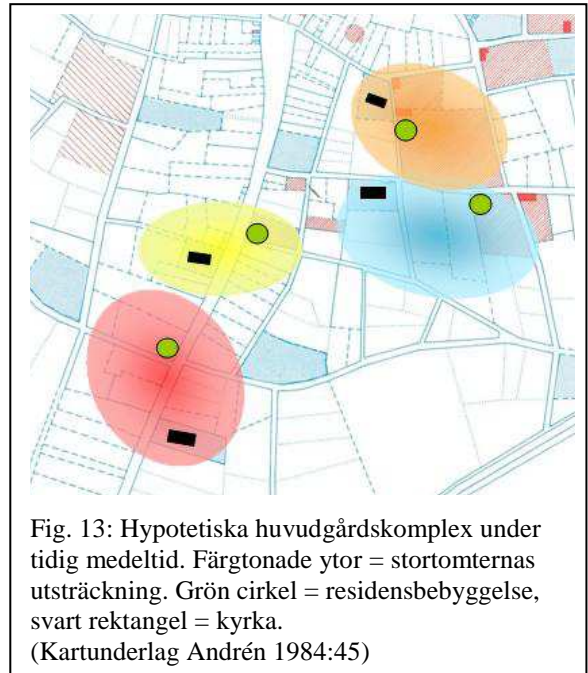 Fig. 13: Hypotetiska huvudgårdskomplex under
tidig medeltid. Färgtonade ytor = stortomternas
utsträckning. Grön cirkel = residensbebyggelse,
svart rektangel = kyrka.
(Kartunderlag Andrén 1984:45)